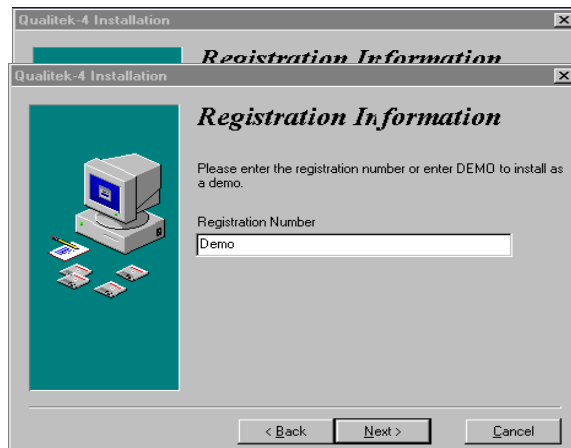 Qualitek-4 Installation
Registration Information
Qualitek-4 Installation
Registration Information
Please enter the registration number or enter DEMO to install as
a demo.
Registration Number
Demo
< Back
Next >
Cancel